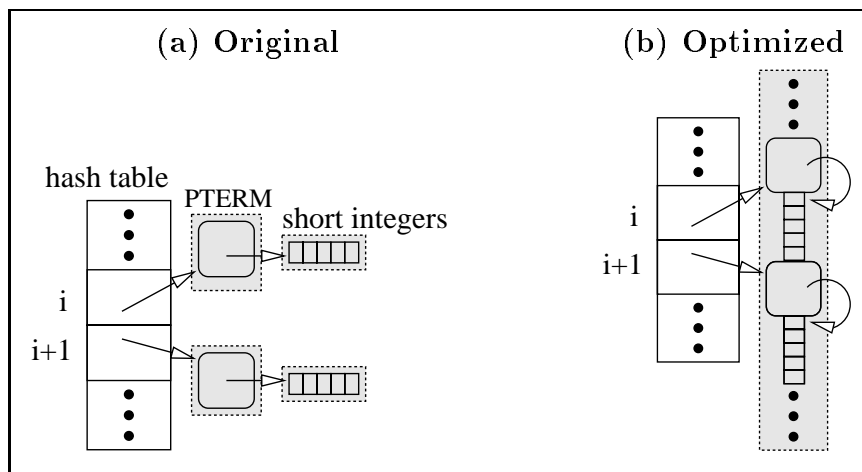 (a) Original
hash table
PTERM
short integers
i
i+1
(b) Optimized
i
i+1